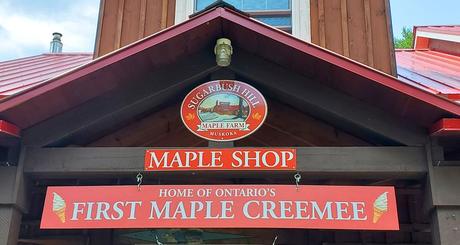 SUGARBUSH HILL
MAPLE FARM
MUSKOKA
MAPLE SHOP
HOME OF ONTARIO'S
FIRST MAPLE CREEMEE